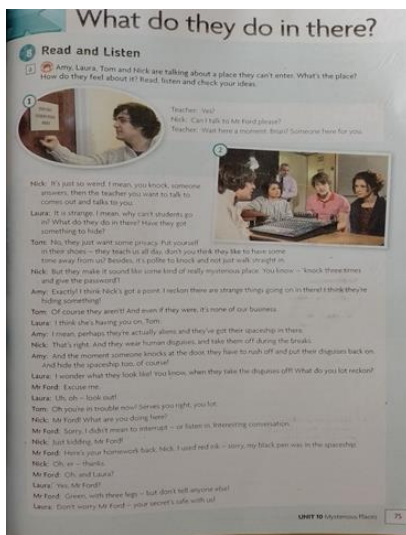 What do they do in there?
8 Read and Listen
a Amy, Laura, Tom and Nick are talking about a place they can't enter. What's the place?
How do they feel about it? Read, listen and check your ideas.
1
Teacher: Yes?
Nick: Can I talk to Mr Ford please?
Teacher: Wait here a moment. Brian? Someone here for you.
2
Nick: It's just so weird. I mean, you knock, someone
answers, then the teacher you want to talk to
comes out and talks to you.
Laura: It is strange. I mean, why can't students go
in? What do they do in there? Have they got
something to hide?
Tom: No, they just want some privacy. Put yourself
in their shoes – they teach us all day, don't you think they like to have some
time away from us? Besides, it's polite to knock and not just walk straight in.
Nick: But they make it sound like some kind of really mysterious place. You know – 'knock three times
and give the password'!
Amy: Exactly! I think Nick's got a point. I reckon there are strange things going on in there! I think they're
hiding something!
Tom: Of course they aren't! And even if they were, it's none of our business.
Laura: I think she's having you on, Tom.
Amy: I mean, perhaps they're actually aliens and they've got their spaceship in there.
Nick: That's right. And they wear human disguises, and take them off during the breaks.
Amy: And the moment someone knocks at the door, they have to rush off and put their disguises back on.
And hide the spaceship too, of course!
Laura: I wonder what they look like! You know, when they take the disguises off! What do you lot reckon?
Mr Ford: Excuse me.
Laura: Uh, oh – look out!
Tom: Oh you're in trouble now! Serves you right, you lot.
Nick: Mr Ford! What are you doing here?
Mr Ford: Sorry, I didn't mean to interrupt – or listen in. Interesting conversation.
Nick: Just kidding, Mr Ford!
Mr Ford: Here's your homework back, Nick. I used red ink – sorry, my black pen was in the spaceship.
Nick: Oh, er – thanks.
Mr Ford: Oh, and Laura?
Laura: Yes, Mr Ford?
Mr Ford: Green, with three legs – but don't tell anyone else!
Laura: Don't worry Mr Ford – your secret's safe with us!
UNIT 10 Mysterious Places 75